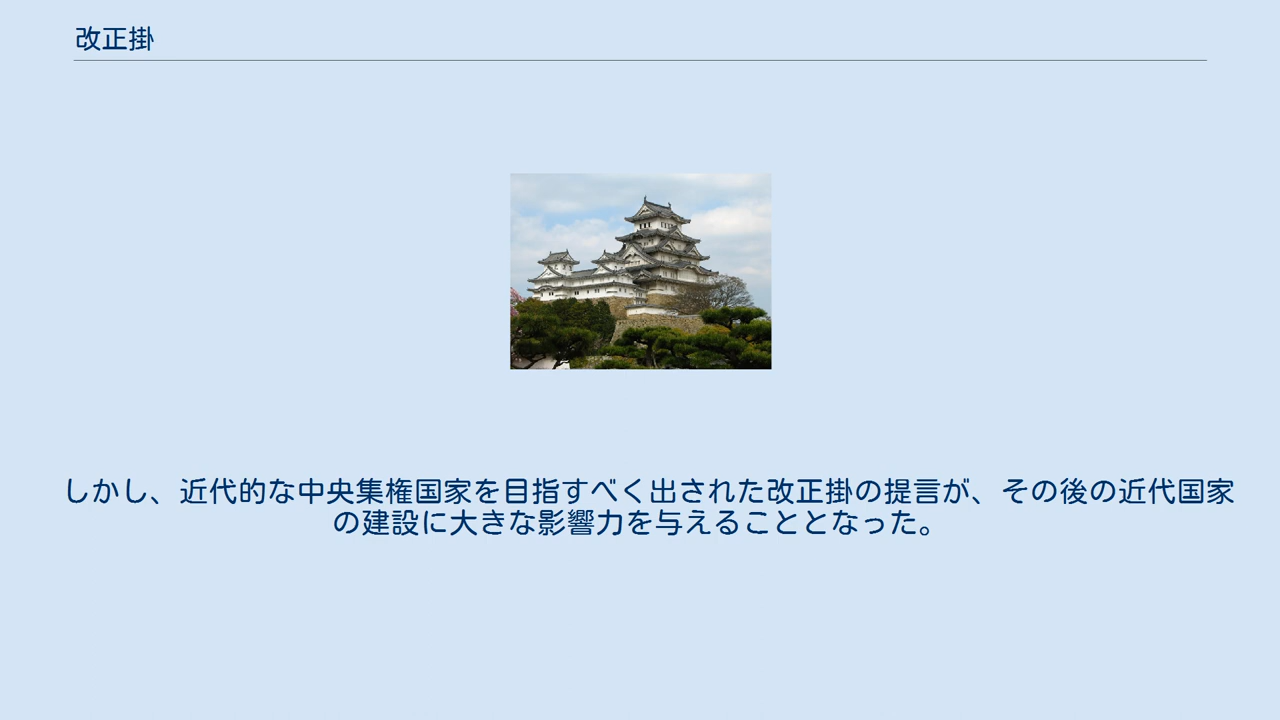 改正掛
しかし、近代的な中央集権国家を目指すべく出された改正掛の提言が、その後の近代国家
の建設に大きな影響力を与えることとなった。